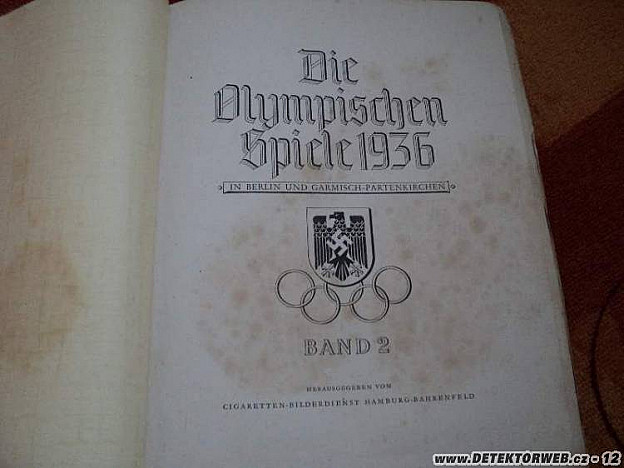 Die
Olympischen
Spiele 1936
IN BERLIN UND GARMISCH-PARTENKIRCHEN
BAND 2
HERAUSGEGEBEN VOM
CIGARETTEN-BILDERDIENST HAMBURG-BAHRENFELD
www.DETEKTORWEB.cz - 12